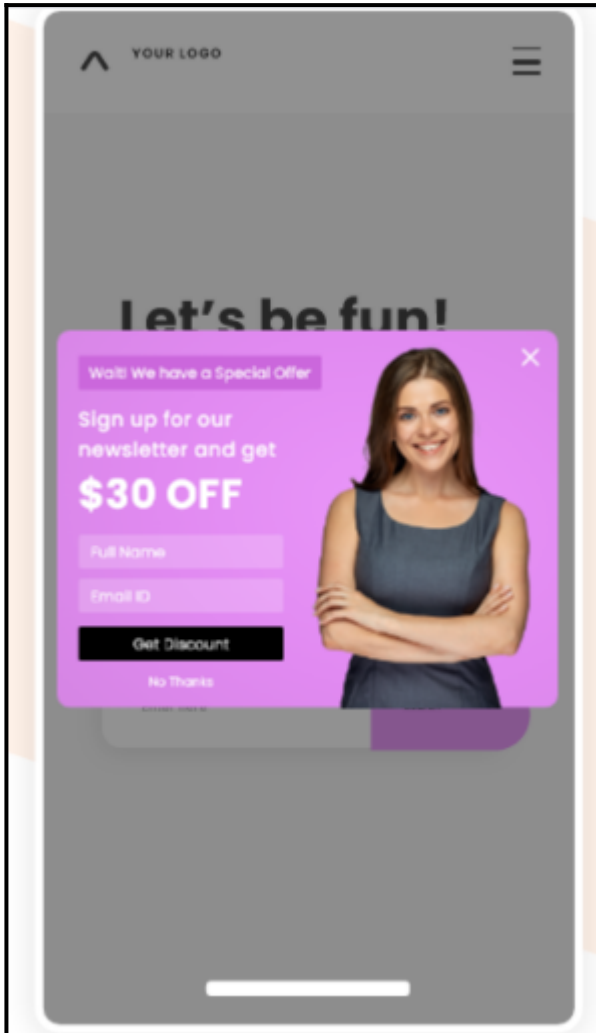 YOUR LOGO
Let's be fun!
Wait! We have a Special Offer
Sign up for our
newsletter and get
$30 OFF
Full Name
Email ID
Get Discount
No Thanks